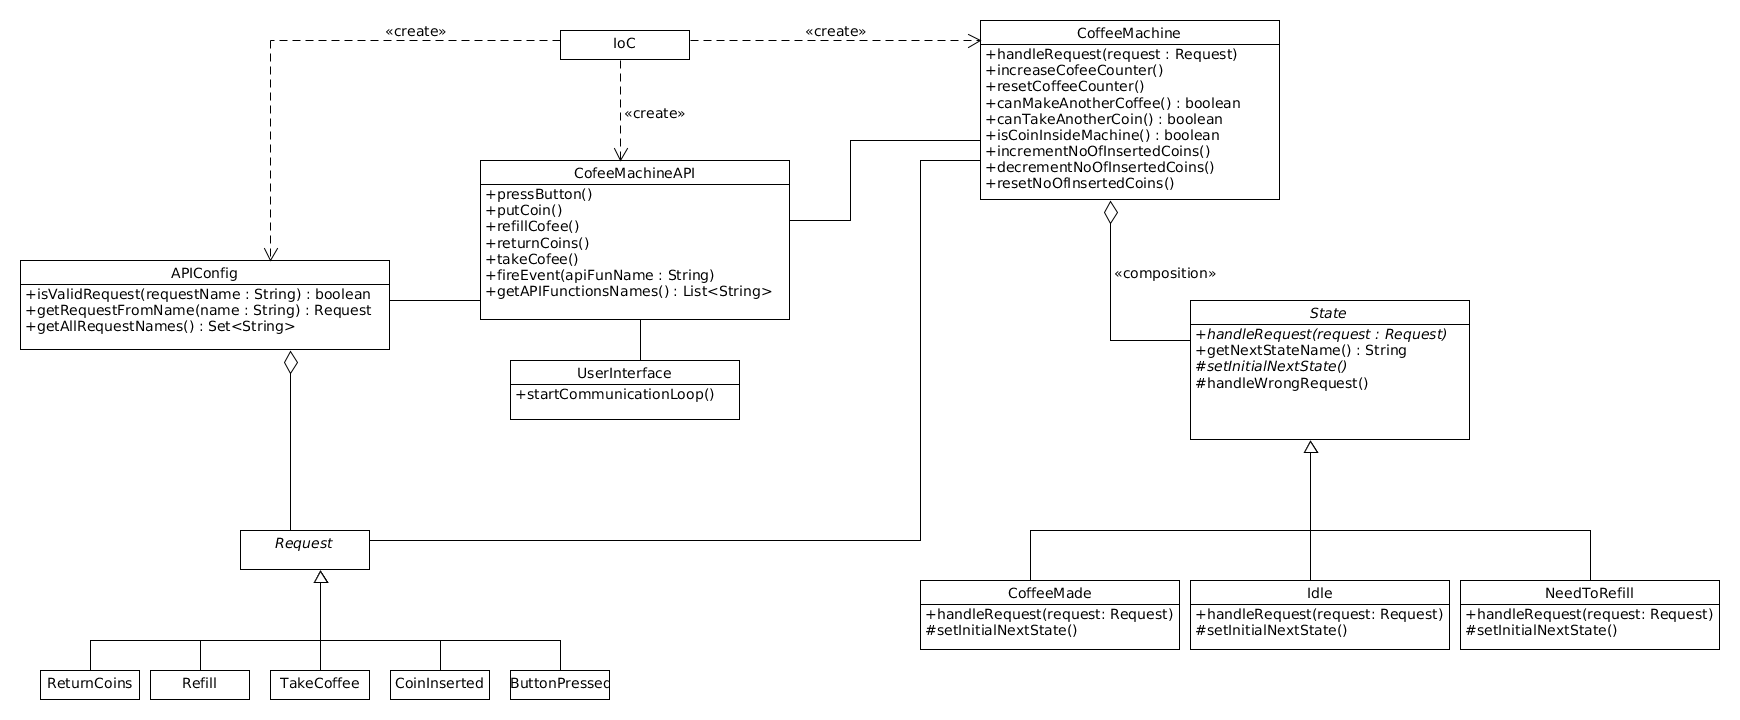 «create»
IoC
«create»
«create»
CoffeeMachine
+handleRequest(request : Request)
+increaseCofeeCounter()
+resetCoffeeCounter()
+canMakeAnotherCoffee() : boolean
+canTakeAnotherCoin() : boolean
+isCoinInsideMachine() : boolean
+incrementNoOfInsertedCoins()
+decrementNoOfInsertedCoins()
+resetNoOfInsertedCoins()
CofeeMachineAPI
+pressButton()
+putCoin()
+refillCofee()
+returnCoins()
+takeCofee()
+fireEvent(apiFunName : String)
+getAPIFunctionsNames() : List<String>
APIConfig
+isValidRequest(requestName : String) : boolean
+getRequestFromName(name : String) : Request
+getAllRequestNames() : Set<String>
«composition»
State
+handleRequest(request : Request)
+getNextStateName() : String
#setInitialNextState()
#handleWrongRequest()
UserInterface
+startCommunicationLoop()
Request
CoffeeMade
+handleRequest(request: Request)
#setInitialNextState()
Idle
+handleRequest(request: Request)
#setInitialNextState()
NeedToRefill
+handleRequest(request: Request)
#setInitialNextState()
ReturnCoins
Refill
TakeCoffee
CoinInserted
ButtonPressed